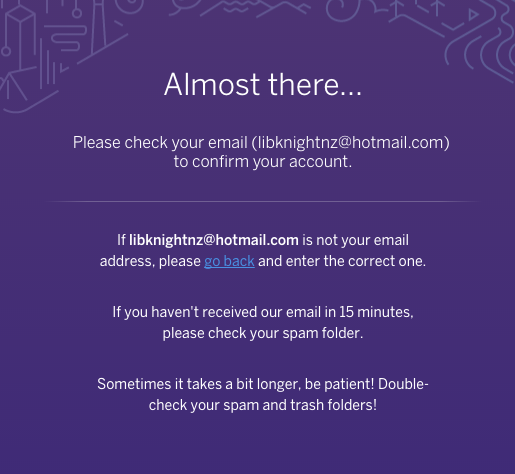 Almost there...
Please check your email (libknightnz@hotmail.com)
to confirm your account.
If libknightnz@hotmail.com is not your email
address, please go back and enter the correct one.
If you haven't received our email in 15 minutes,
please check your spam folder.
Sometimes it takes a bit longer, be patient! Double-
check your spam and trash folders!